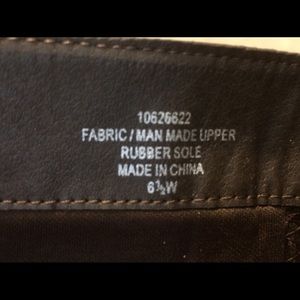 10626622
FABRIC / MAN MADE UPPER
RUBBER SOLE
MADE IN CHINA
6½W